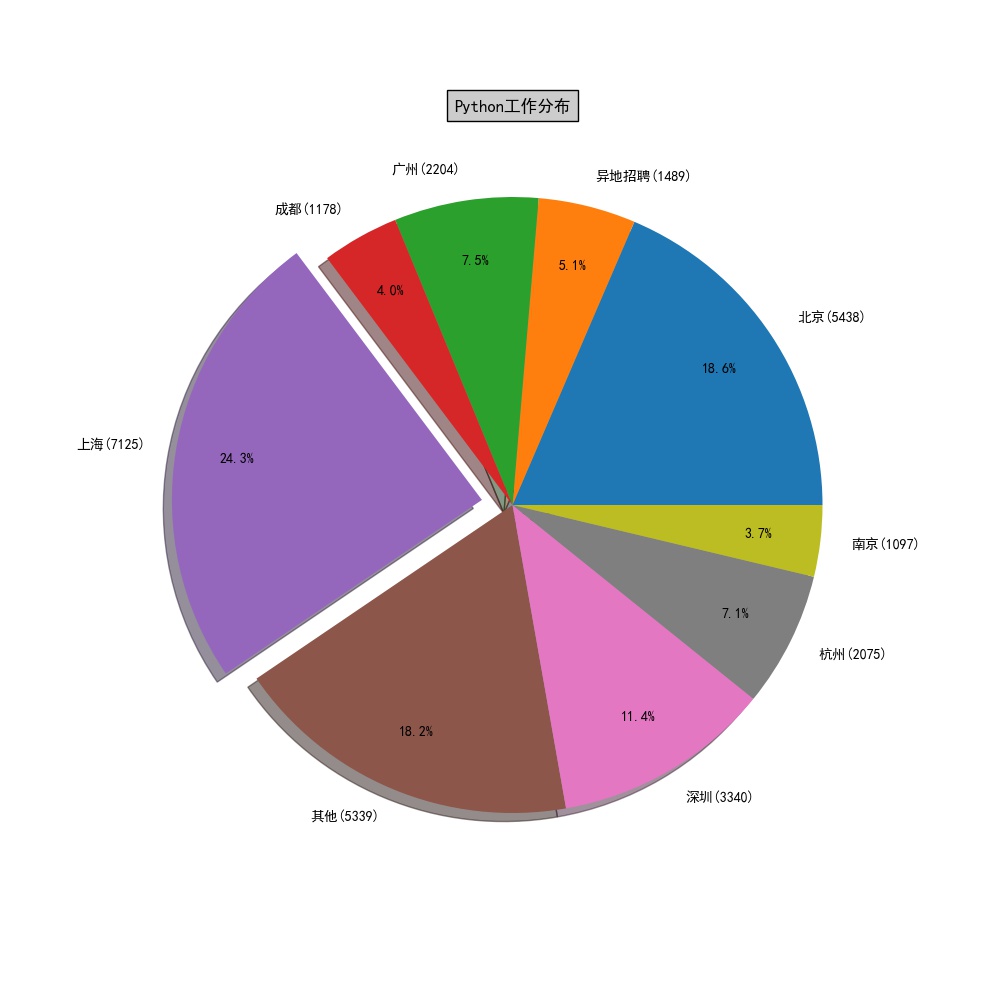 Python工作分布
广州(2204)
异地招聘(1489)
成都(1178)
7.5%
5.1%
4.0%
北京(5438)
18.6%
上海(7125)
24.3%
3.7%
南京(1097)
7.1%
杭州(2075)
11.4%
18.2%
深圳(3340)
其他(5339)